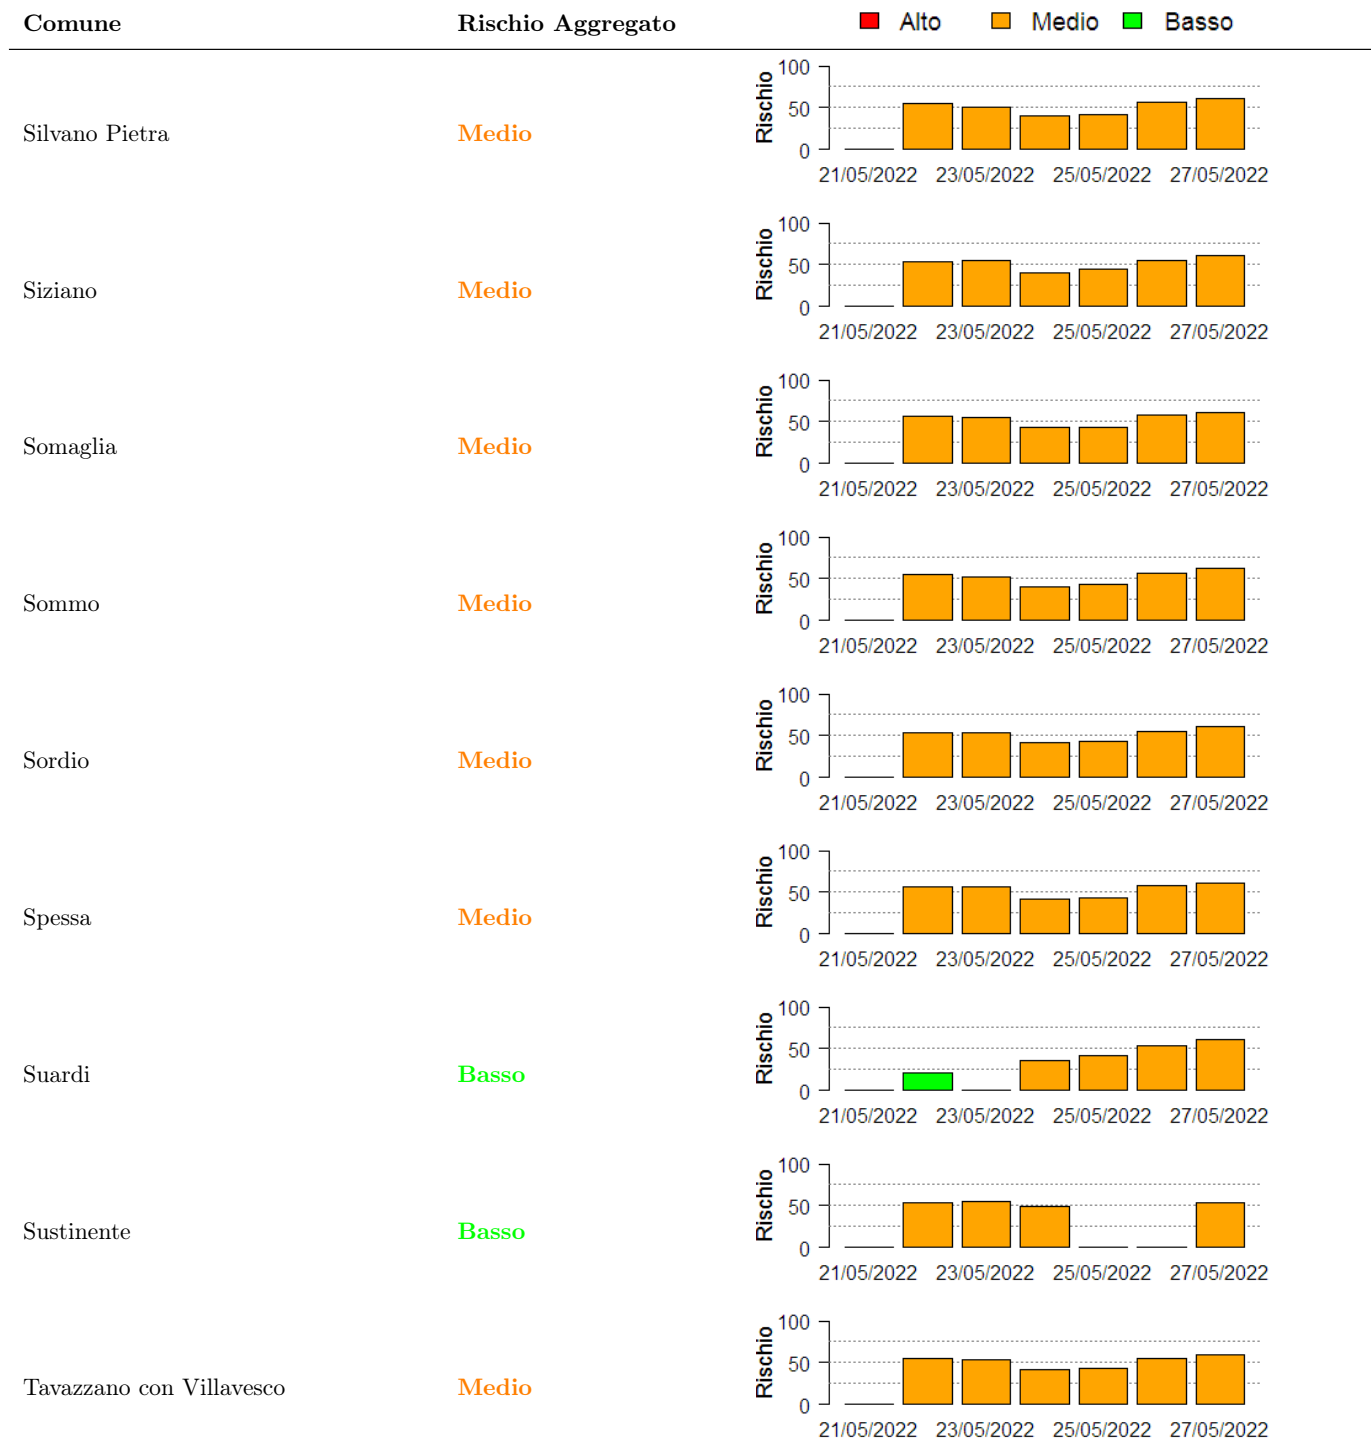 Comune Rischio Aggregato Alto Medio Basso
Silvano Pietra Medio
Rischio
100
50
0
21/05/2022 23/05/2022 25/05/2022 27/05/2022
Siziano Medio
Rischio
100
50
0
21/05/2022 23/05/2022 25/05/2022 27/05/2022
Somaglia Medio
Rischio
100
50
0
21/05/2022 23/05/2022 25/05/2022 27/05/2022
Sommo Medio
Rischio
100
50
0
21/05/2022 23/05/2022 25/05/2022 27/05/2022
Sordio Medio
Rischio
100
50
0
21/05/2022 23/05/2022 25/05/2022 27/05/2022
Spessa Medio
Rischio
100
50
0
21/05/2022 23/05/2022 25/05/2022 27/05/2022
Suardi Basso
Rischio
100
50
0
21/05/2022 23/05/2022 25/05/2022 27/05/2022
Sustinente Basso
Rischio
100
50
0
21/05/2022 23/05/2022 25/05/2022 27/05/2022
Tavazzano con Villavesco Medio
Rischio
100
50
0
21/05/2022 23/05/2022 25/05/2022 27/05/2022